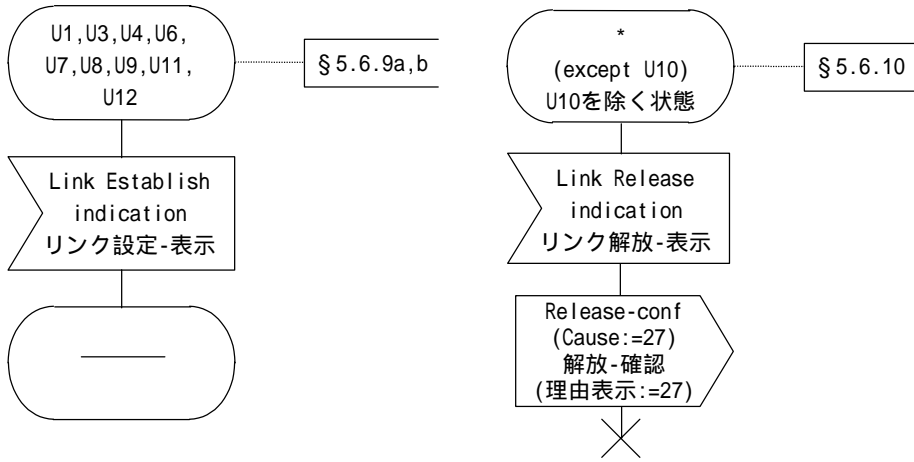 U1,U3,U4,U6,
U7,U8,U9,U11,
U12
§5.6.9a,b
Link Establish
indication
リンク設定-表示
*
(except U10)
U10を除く状態
§5.6.10
Link Release
indication
リンク解放-表示
Release-conf
(Cause:=27)
解放-確認
(理由表示:=27)